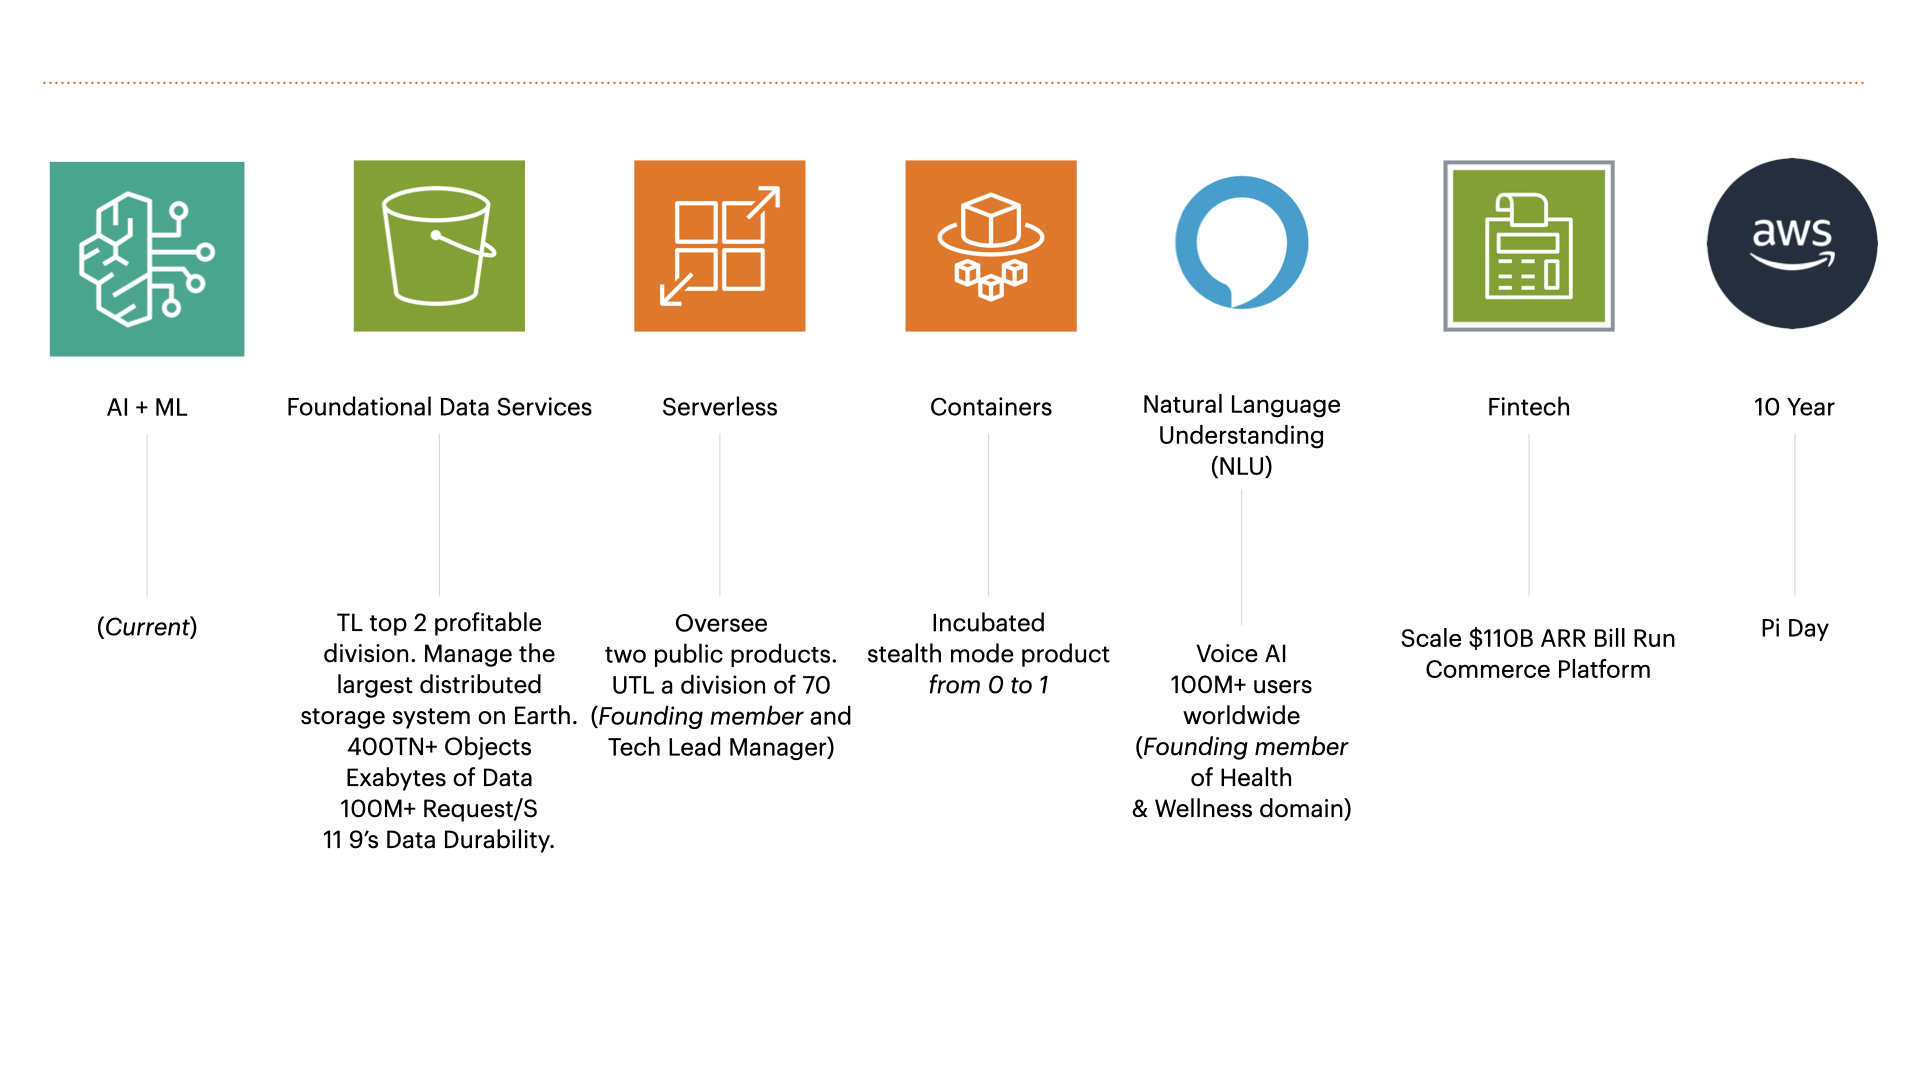 aws
AI + ML
(Current)
Foundational Data Services
TL top 2 profitable
division. Manage the
largest distributed
storage system on Earth.
400TN+ Objects
Exabytes of Data
100M+ Request/S
11 9’s Data Durability.
Serverless
Oversee
two public products.
UTL a division of 70
(Founding member and
Tech Lead Manager)
Containers
Incubated
stealth mode product
from 0 to 1
Natural Language
Understanding
(NLU)
Voice AI
100M+ users
worldwide
(Founding member
of Health
& Wellness domain)
Fintech
Scale $110B ARR Bill Run
Commerce Platform
10 Year
Pi Day